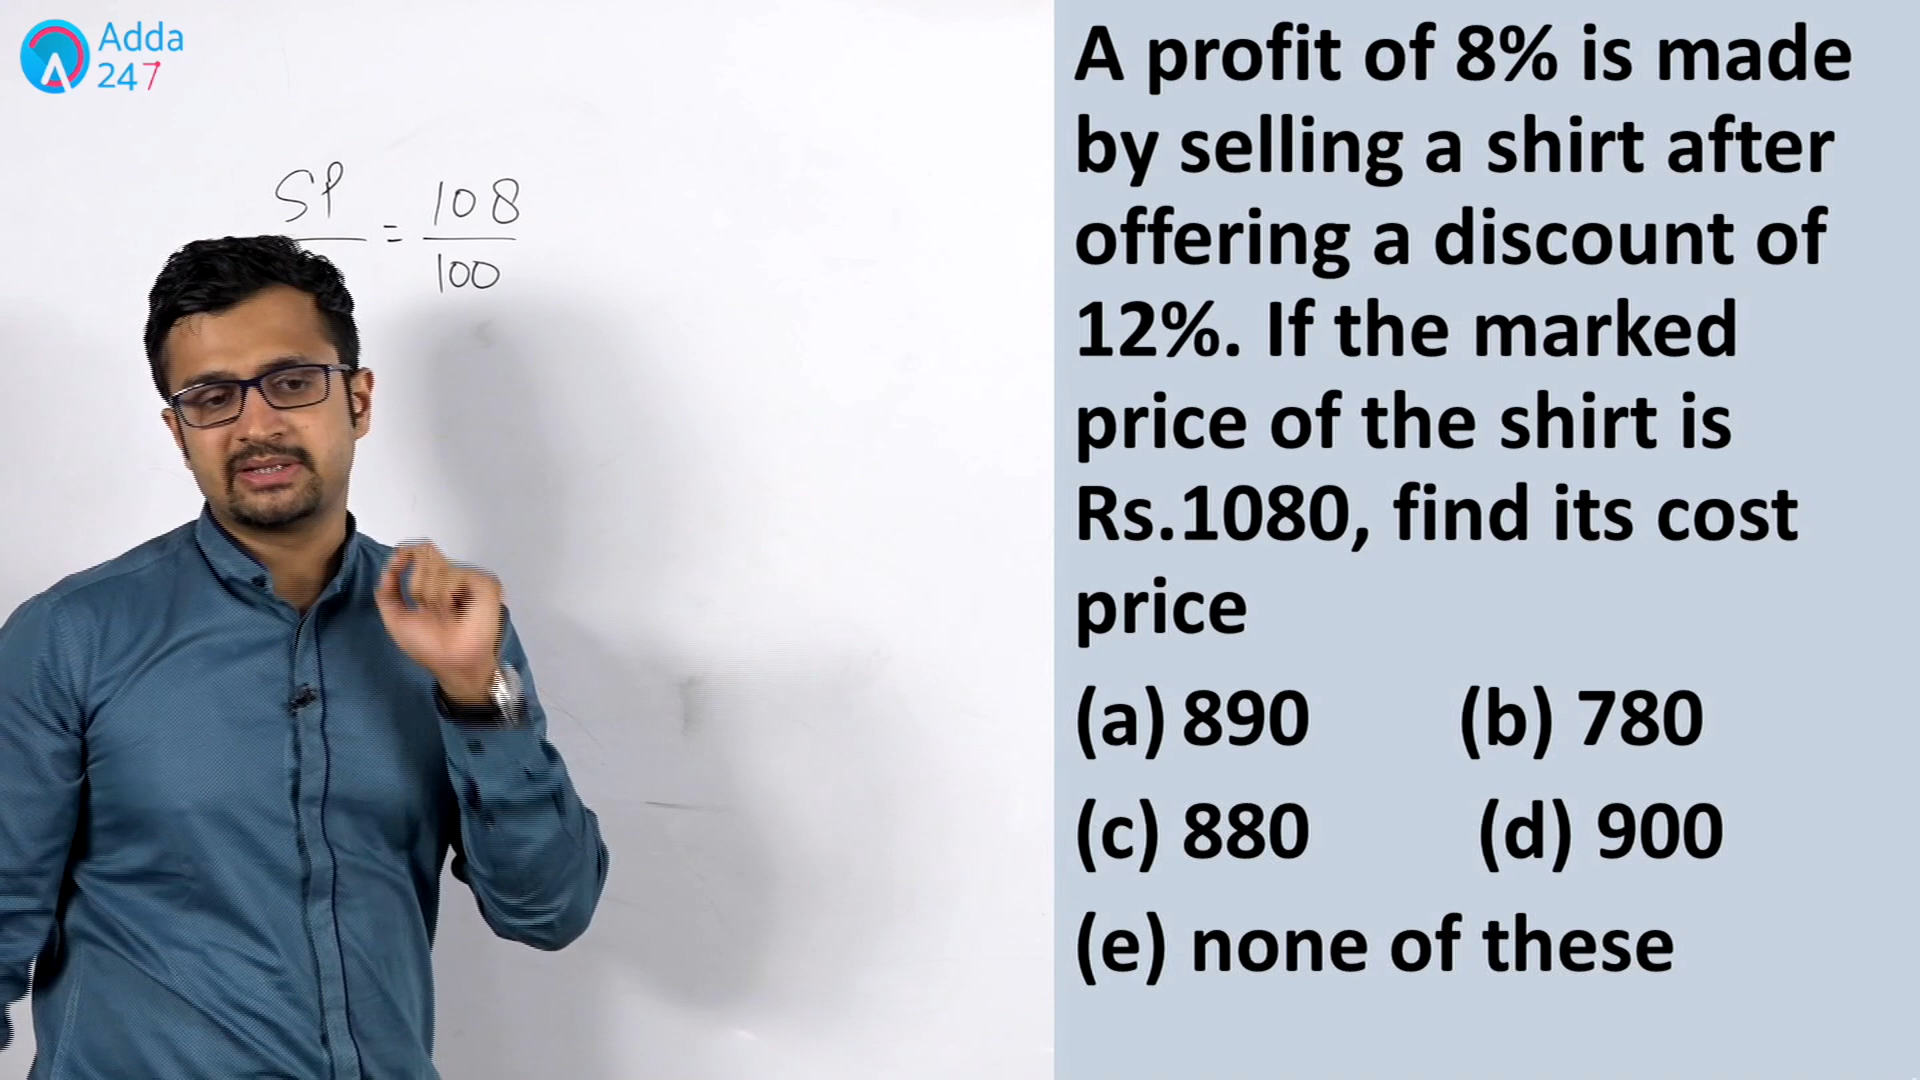 Adda
247
SP = 108
100
A profit of 8% is made
by selling a shirt after
offering a discount of
12%. If the marked
price of the shirt is
Rs.1080, find its cost
price
(a) 890 (b) 780
(c) 880 (d) 900
(e) none of these